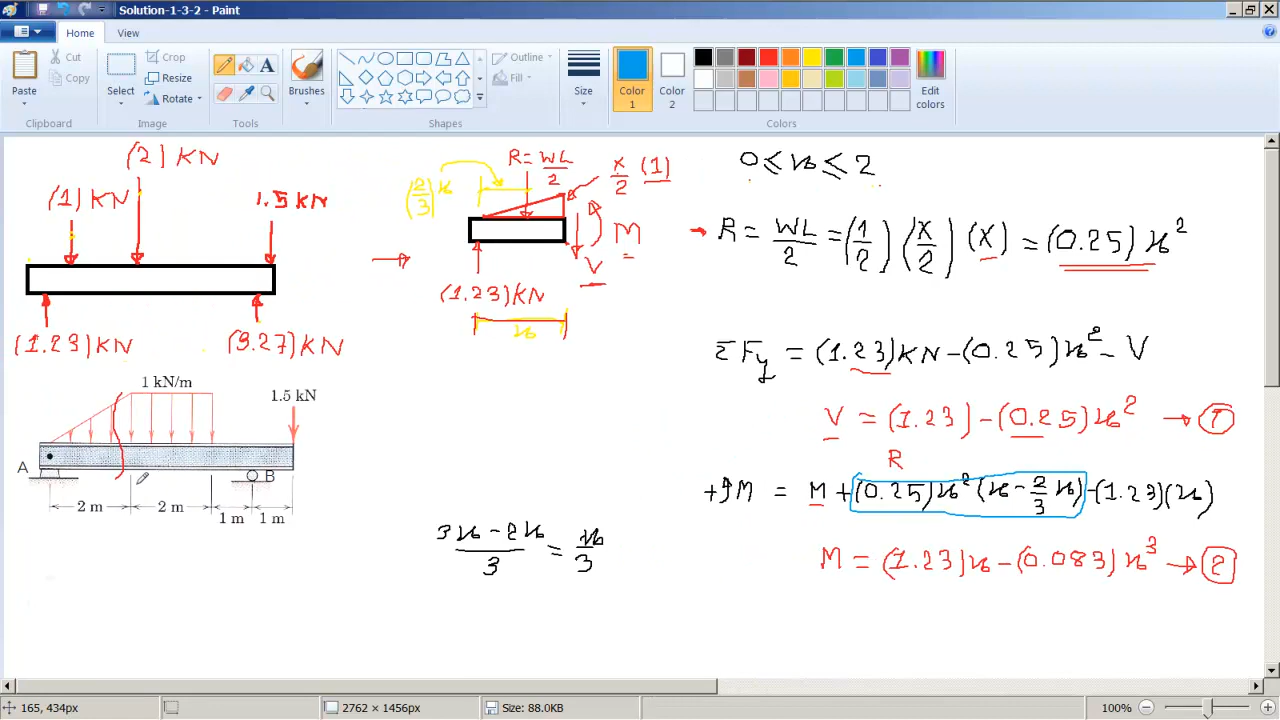 Solution-1-3-2 - Paint
Home View
Paste
Cut
Copy
Clipboard
Select
Crop
Resize
Rotate
Image
A
Tools
Brushes
Outline
Fill
Shapes
Size
Color 1
Color 2
Edit colors
Colors
(1) KN
(2) KN
1.5 KN
(1.23) KN
(3.27) KN
(2/3) x
R = WL/2
x/2 (1)
M
V
(1.23) KN
x
0 ≤ x ≤ 2
R = WL/2 = (1/2) (x/2) (x) = (0.25) x²
ΣFy = (1.23) KN - (0.25) x² - V
V = (1.23) - (0.25) x² → ①
R
+↺M = M + (0.25) x² (x - 2/3 x) - (1.23)(x)
M = (1.23) x - (0.083) x³ → ②
3x - 2x / 3 = x/3
1 kN/m
1.5 kN
A
B
2 m
2 m
1 m
1 m
165, 434px
2762 × 1456px
Size: 88.0KB
100%